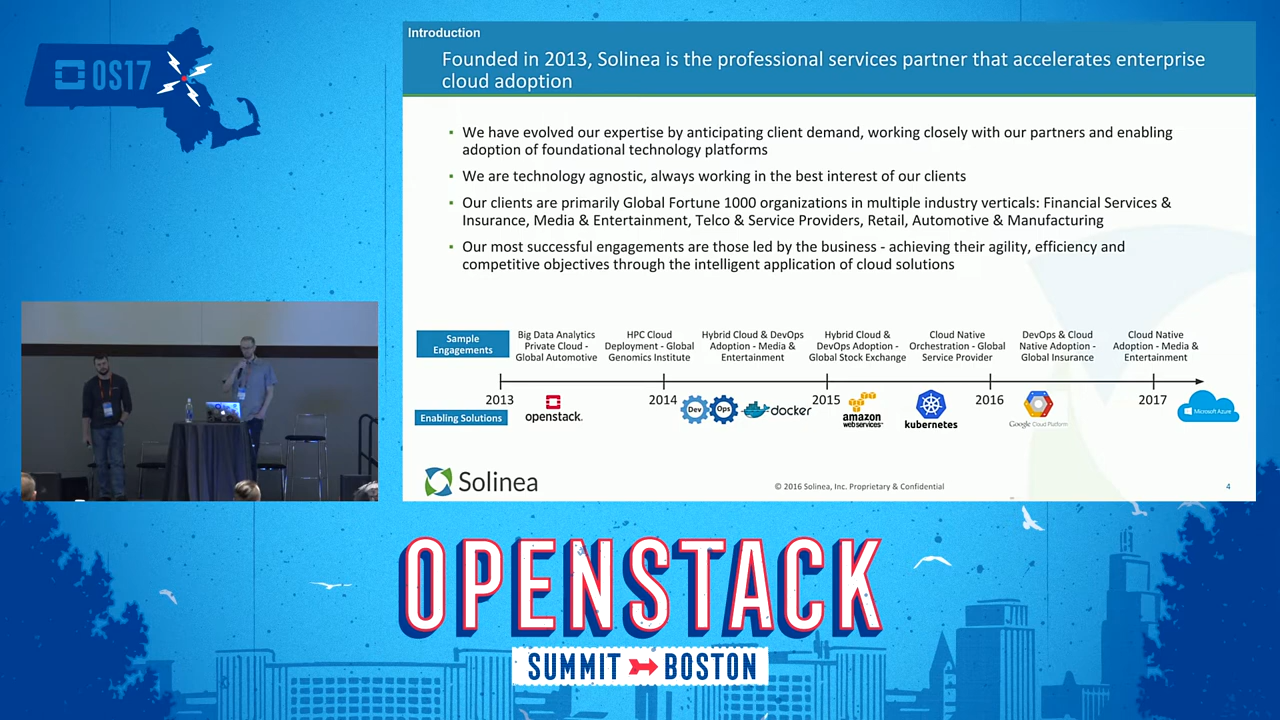 OS17
Introduction
Founded in 2013, Solinea is the professional services partner that accelerates enterprise
cloud adoption
▪ We have evolved our expertise by anticipating client demand, working closely with our partners and enabling
adoption of foundational technology platforms
▪ We are technology agnostic, always working in the best interest of our clients
▪ Our clients are primarily Global Fortune 1000 organizations in multiple industry verticals: Financial Services &
Insurance, Media & Entertainment, Telco & Service Providers, Retail, Automotive & Manufacturing
▪ Our most successful engagements are those led by the business - achieving their agility, efficiency and
competitive objectives through the intelligent application of cloud solutions
Sample
Engagements
Big Data Analytics
Private Cloud -
Global Automotive
HPC Cloud
Deployment - Global
Genomics Institute
Hybrid Cloud & DevOps
Adoption - Media &
Entertainment
Hybrid Cloud &
DevOps Adoption -
Global Stock Exchange
Cloud Native
Orchestration - Global
Service Provider
DevOps & Cloud
Native Adoption -
Global Insurance
Cloud Native
Adoption - Media &
Entertainment
2013
2014
2015
2016
2017
Enabling Solutions
openstack.
Dev
Ops
docker
amazon
web services™
kubernetes
Google Cloud Platform
Microsoft Azure
Solinea
© 2016 Solinea, Inc. Proprietary & Confidential
4
OPENSTACK
SUMMIT BOSTON